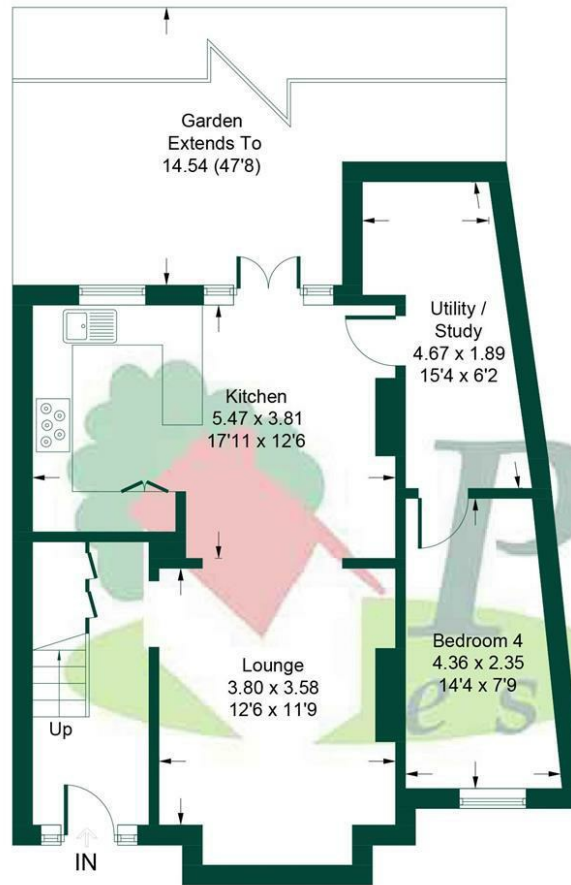 Garden
Extends To
14.54 (47'8)
Utility /
Study
4.67 x 1.89
15'4 x 6'2
Kitchen
5.47 x 3.81
17'11 x 12'6
P
Bedroom 4
4.36 x 2.35
14'4 x 7'9
Lounge
3.80 x 3.58
12'6 x 11'9
es
Up
IN